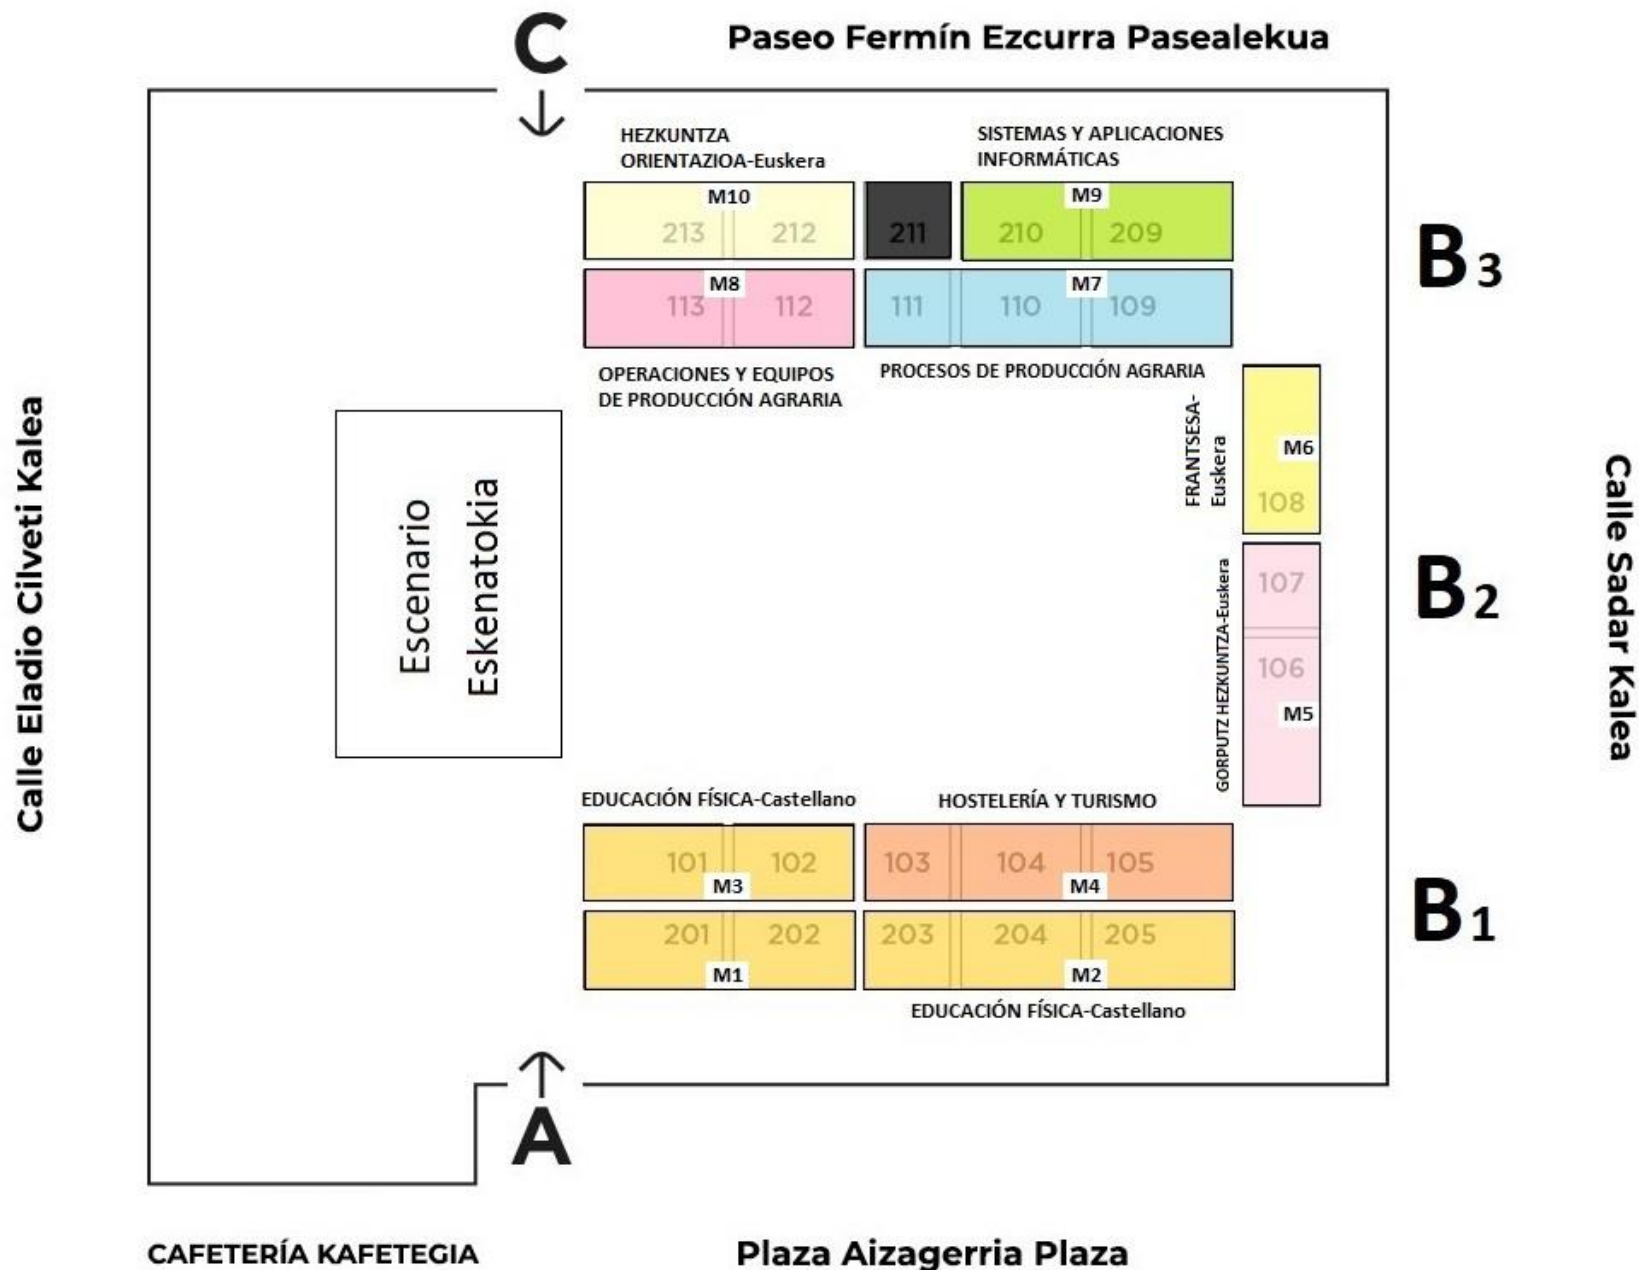 C
Paseo Fermín Ezcurra Pasealekua
HEZKUNTZA
ORIENTAZIOA-Euskera
SISTEMAS Y APLICACIONES
INFORMÁTICAS
M10
M9
213 212 211 210 209
B3
M8
M7
113 112 111 110 109
OPERACIONES Y EQUIPOS
DE PRODUCCIÓN AGRARIA
PROCESOS DE PRODUCCIÓN AGRARIA
Calle Eladio Cilveti Kalea
Escenario
Eskenatokia
FRANTSESA-
Euskera
M6
108
Calle Sadar Kalea
B2
107
106
M5
GORPUTZ HEZKUNTZA-Euskera
EDUCACIÓN FÍSICA-Castellano
HOSTELERÍA Y TURISMO
101 102 103 104 105
M3
M4
B1
201 202 203 204 205
M1
M2
EDUCACIÓN FÍSICA-Castellano
A
CAFETERÍA KAFETEGIA
Plaza Aizagerria Plaza